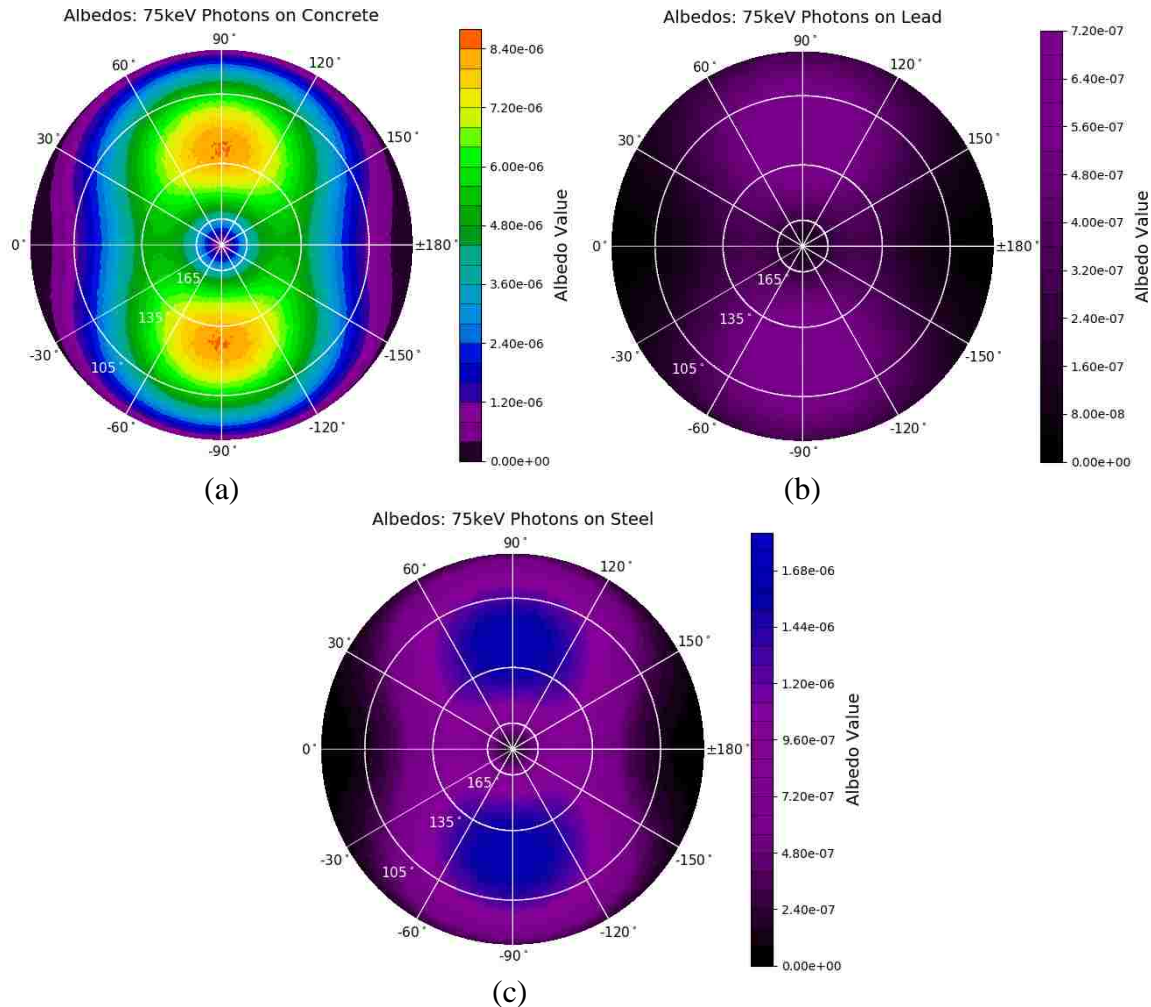 Albedos: 75keV Photons on Concrete
90°
60°
120°
30°
150°
0°
±180°
165
135
105°
-30°
-150°
-60°
-120°
-90°
8.40e-06
7.20e-06
6.00e-06
4.80e-06
3.60e-06
2.40e-06
1.20e-06
0.00e+00
Albedo Value
(a)
Albedos: 75keV Photons on Lead
90°
60°
120°
30°
150°
0°
±180°
165
135°
105°
-30°
-150°
-60°
-120°
-90°
7.20e-07
6.40e-07
5.60e-07
4.80e-07
4.00e-07
3.20e-07
2.40e-07
1.60e-07
8.00e-08
0.00e+00
Albedo Value
(b)
Albedos: 75keV Photons on Steel
90°
60°
120°
30°
150°
0°
±180°
165°
135°
105°
-30°
-150°
-60°
-120°
-90°
1.68e-06
1.44e-06
1.20e-06
9.60e-07
7.20e-07
4.80e-07
2.40e-07
0.00e+00
Albedo Value
(c)